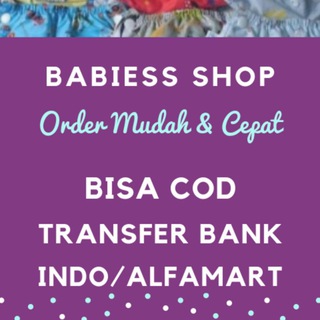 BABIESS SHOP
Order Mudah & Cepat
BISA COD
TRANSFER BANK
INDO/ALFAMART